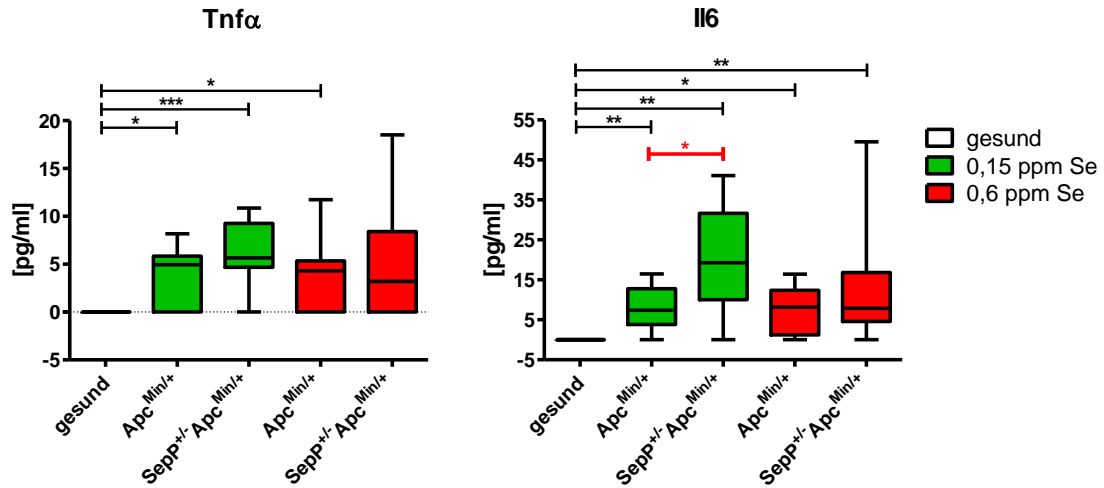 Tnfα
*
***
*
20
15
10
5
0
-5
[pg/ml]
gesund
Apc Min/+
SepP+/- Apc Min/+
Apc Min/+
SepP+/- Apc Min/+
Il6
**
*
**
**
*
55
45
35
25
15
5
-5
[pg/ml]
gesund
Apc Min/+
SepP+/- Apc Min/+
Apc Min/+
SepP+/- Apc Min/+
gesund
0,15 ppm Se
0,6 ppm Se